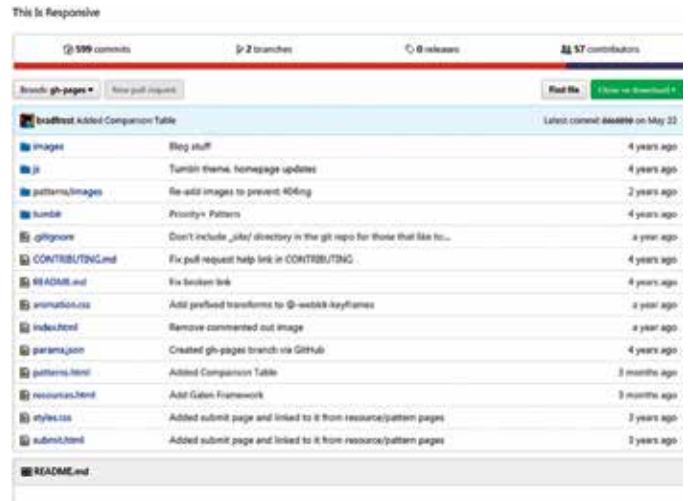 This Is Responsive
599 commits 2 branches 0 releases 57 contributors
Branch: gh-pages New pull request Find file Clone or download
bradfrost Added Comparison Table Latest commit on May 22
images Blog stuff 4 years ago
js Tumblr theme, homepage updates 4 years ago
patterns/images Re-add images to prevent 404ing 2 years ago
tumblr Priority+ Pattern 4 years ago
.gitignore Don't include _site/ directory in the git repo for those that like to... a year ago
CONTRIBUTING.md Fix pull request help link in CONTRIBUTING 4 years ago
README.md Fix broken link 4 years ago
animation.css Add prefixed transforms to @-webkit-keyframes a year ago
index.html Remove commented out image a year ago
params.json Created gh-pages branch via GitHub 4 years ago
patterns.html Added Comparison Table 3 months ago
resources.html Add Galen Framework 3 months ago
styles.css Added submit page and linked to it from resource/pattern pages 3 years ago
submit.html Added submit page and linked to it from resource/pattern pages 3 years ago
README.md